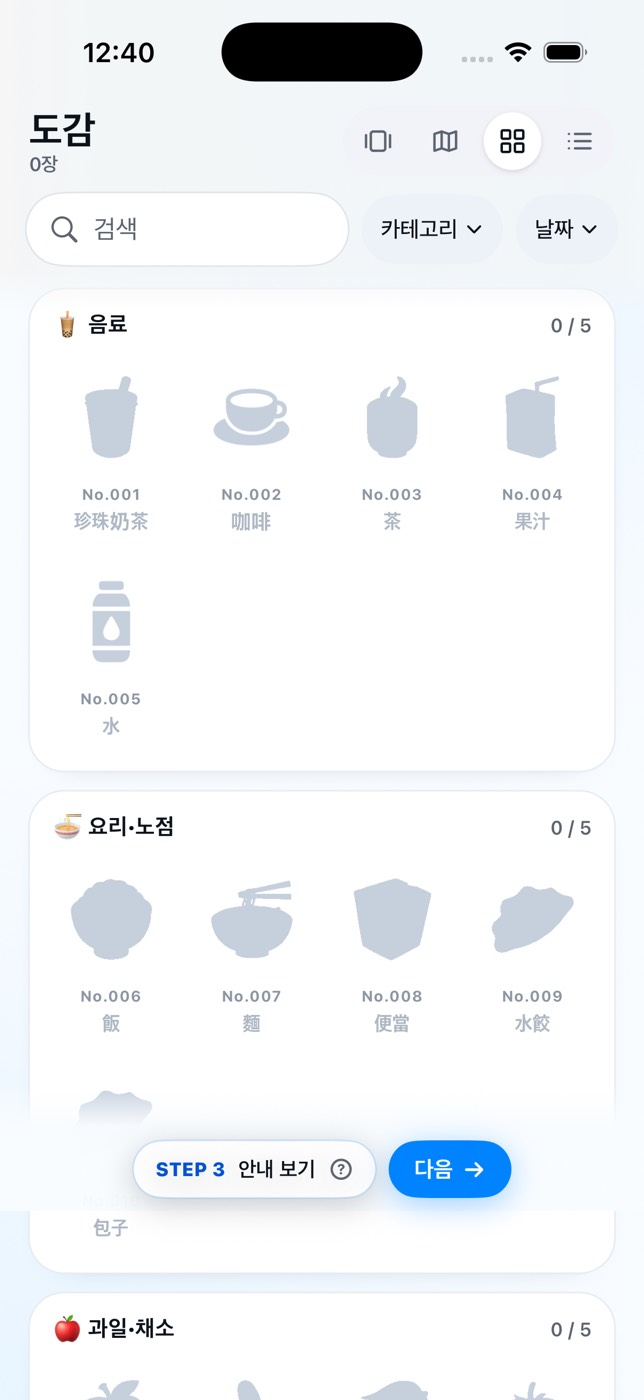 12:40
도감
0장
검색
카테고리
날짜
음료
0 / 5
No.001
No.002
No.003
No.004
珍珠奶茶
咖啡
茶
果汁
No.005
水
요리·노점
0 / 5
No.006
No.007
No.008
No.009
飯
麵
便當
水餃
STEP 3 안내 보기
다음 →
包子
과일·채소
0 / 5